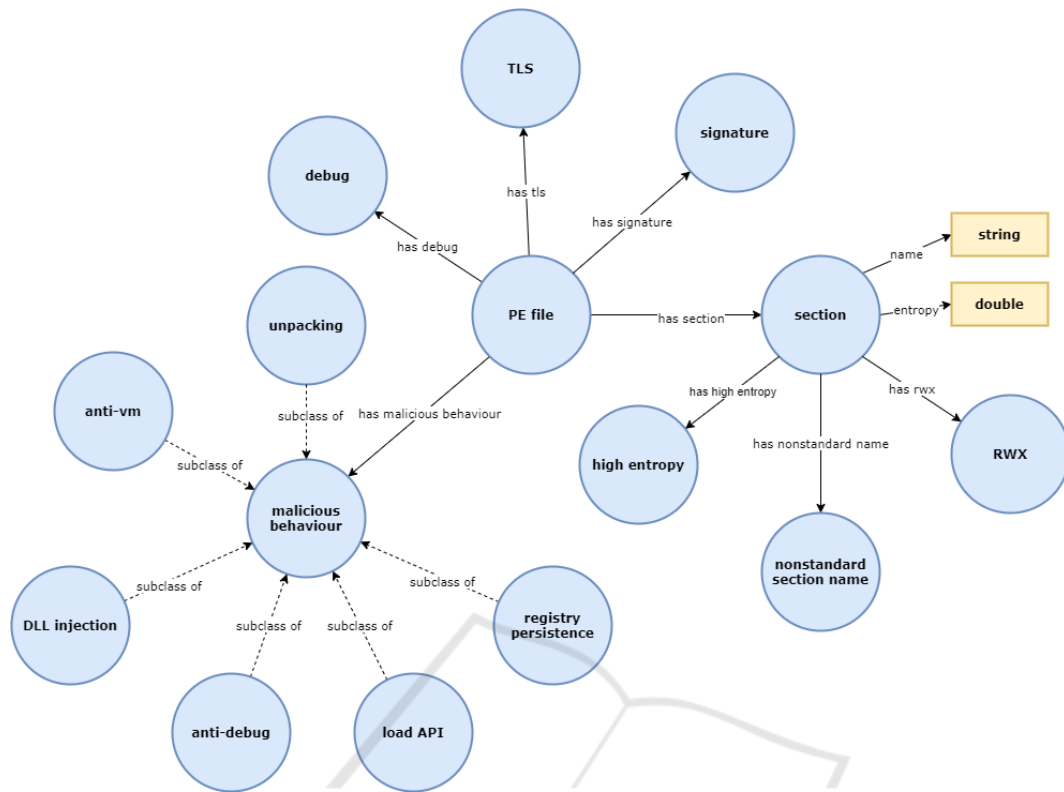 TLS
signature
debug
has tls
has signature
has debug
string
name
unpacking
PE file
has section
section
entropy
double
has high entropy
has rwx
anti-vm
subclass of
has malicious behaviour
subclass of
has nonstandard name
high entropy
RWX
malicious
behaviour
nonstandard
section name
subclass of
subclass of
DLL injection
subclass of
subclass of
registry
persistence
anti-debug
load API